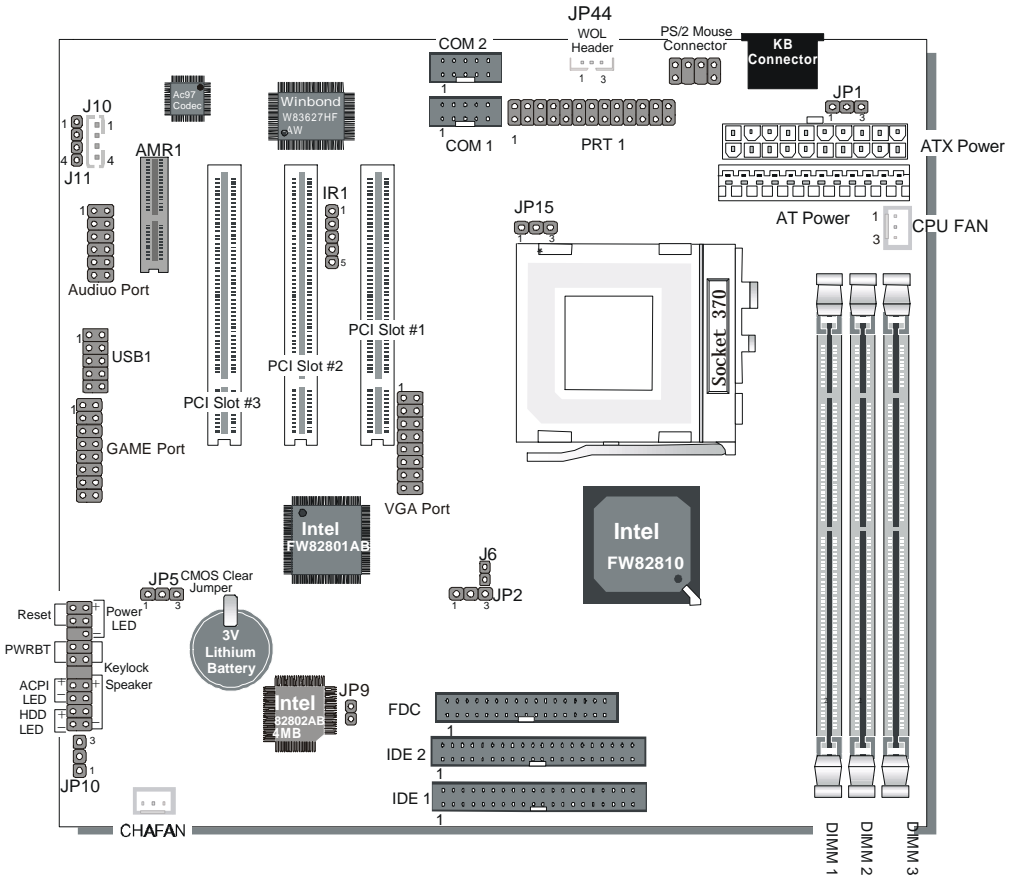 JP44
WOL
Header
1 3
PS/2 Mouse
Connector
KB
Connector
COM 2
1
Ac97
Codec
Winbond
W83627HF
AW
COM 1
1
PRT 1
1
JP1
1 3
ATX Power
AT Power
CPU FAN
1
3
J10
1 1
4 4
J11
AMR1
IR1
1
5
JP15
1 3
1
Audiuo Port
1
USB1
1
GAME Port
PCI Slot #1
PCI Slot #2
PCI Slot #3
Socket 370
1
VGA Port
Intel
FW82801AB
Intel
FW82810
J6
JP2
1 3
JP5
1 3
CMOS Clear
Jumper
3V
Lithium
Battery
Reset
+
Power
LED
−
PWRBT
Keylock
ACPI
LED
+
−
+
Speaker
−
HDD
LED
+
−
3
1
JP10
Intel
82802AB
4MB
JP9
FDC
1
IDE 2
1
IDE 1
1
CHAFAN
DIMM 1
DIMM 2
DIMM 3